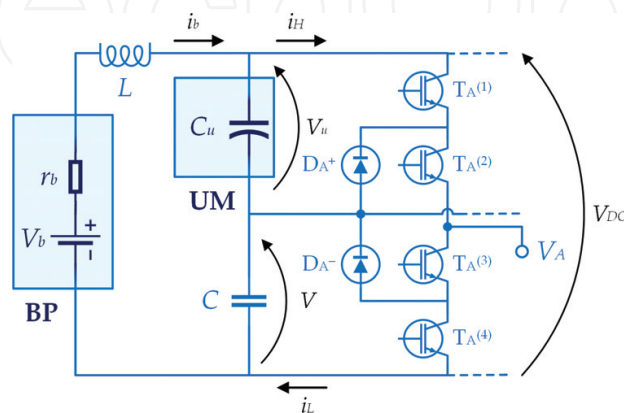 i_b
i_H
L
T_A^(1)
C_u
V_u
D_A^+
T_A^(2)
r_b
UM
V_b
+
-
V_DC
V_A
BP
C
V
D_A^-
T_A^(3)
T_A^(4)
i_L